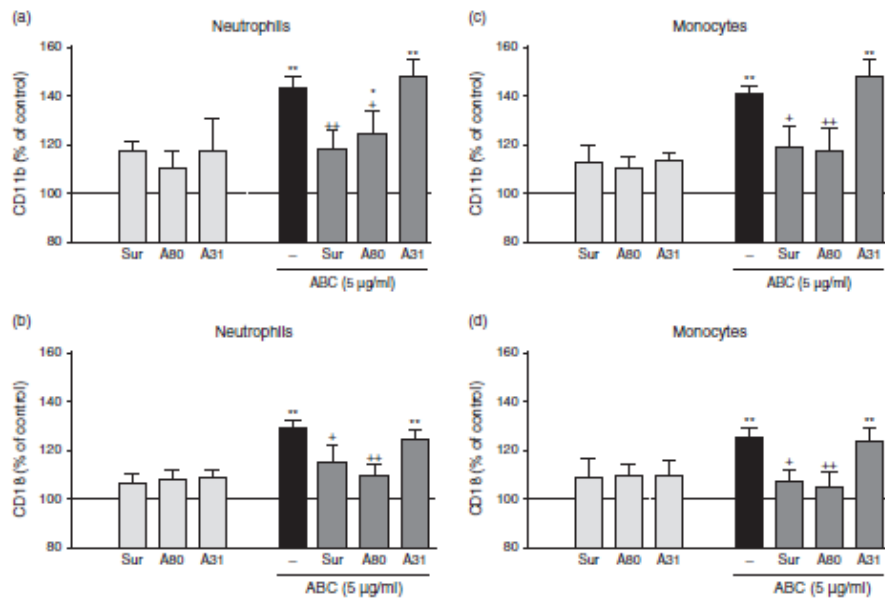 (a)
Neutrophils
CD11b (% of control)
160
140
120
100
80
** ++ * + **
Sur A80 A31 – Sur A80 A31
ABC (5 µg/ml)
(c)
Monocytes
CD11b (% of control)
160
140
120
100
80
** + ++ **
Sur A80 A31 – Sur A80 A31
ABC (5 µg/ml)
(b)
Neutrophils
CD18 (% of control)
160
140
120
100
80
** + ++ **
Sur A80 A31 – Sur A80 A31
ABC (5 µg/ml)
(d)
Monocytes
CD18 (% of control)
160
140
120
100
80
** + ++ **
Sur A80 A31 – Sur A80 A31
ABC (5 µg/ml)